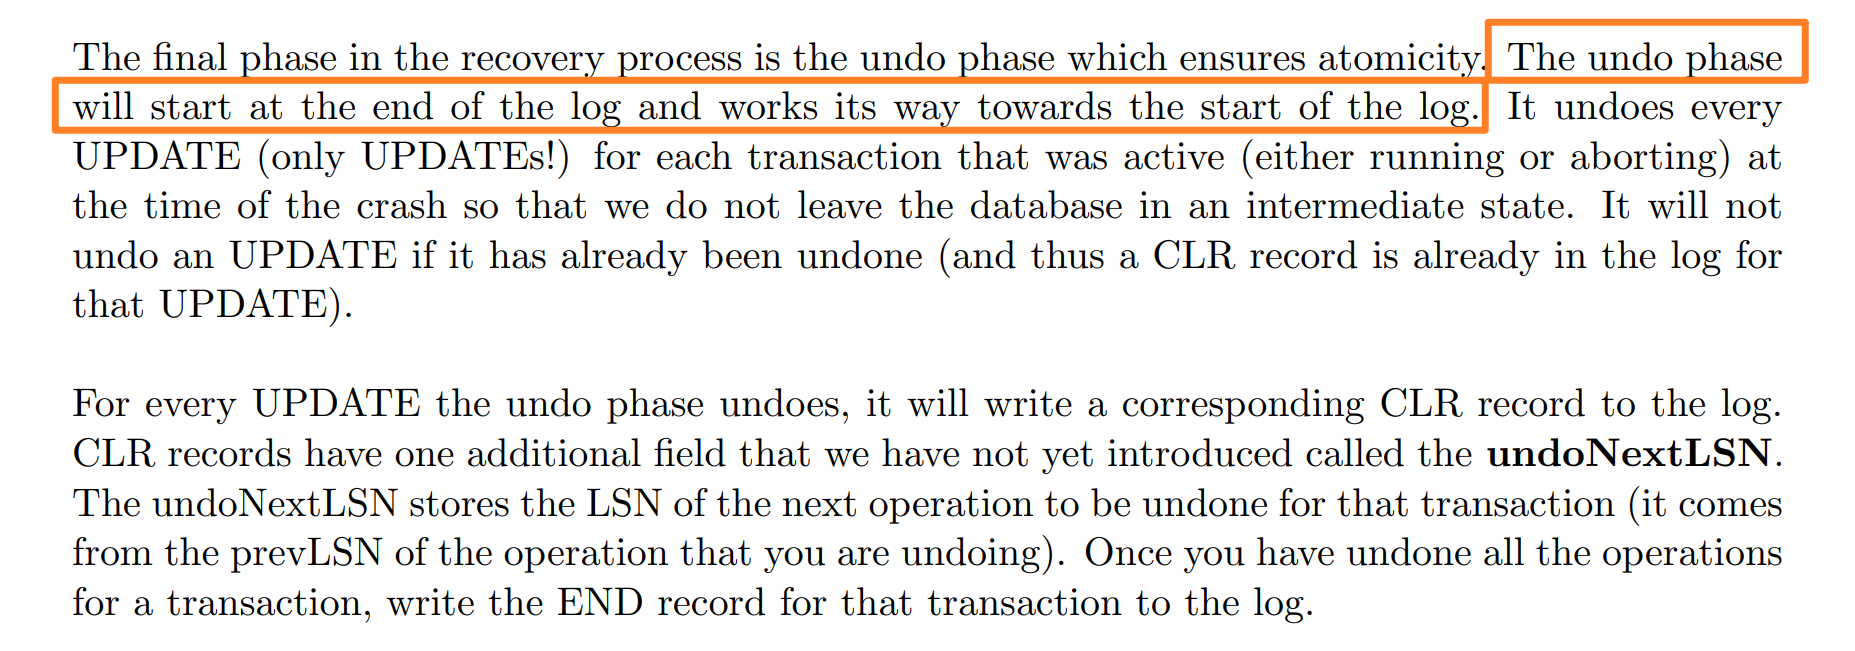 The final phase in the recovery process is the undo phase which ensures atomicity. The undo phase
will start at the end of the log and works its way towards the start of the log. It undoes every
UPDATE (only UPDATEs!) for each transaction that was active (either running or aborting) at
the time of the crash so that we do not leave the database in an intermediate state. It will not
undo an UPDATE if it has already been undone (and thus a CLR record is already in the log for
that UPDATE).
For every UPDATE the undo phase undoes, it will write a corresponding CLR record to the log.
CLR records have one additional field that we have not yet introduced called the undoNextLSN.
The undoNextLSN stores the LSN of the next operation to be undone for that transaction (it comes
from the prevLSN of the operation that you are undoing). Once you have undone all the operations
for a transaction, write the END record for that transaction to the log.